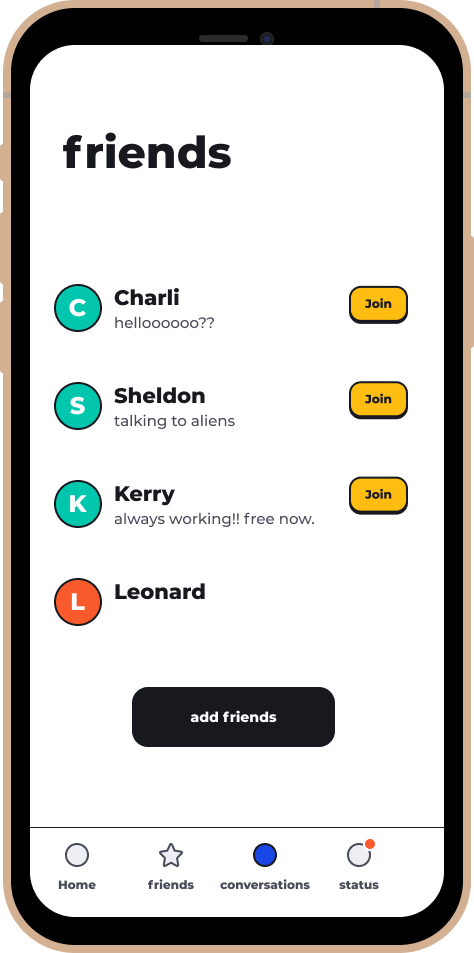 friends
C
Charli
helloooooo??
Join
S
Sheldon
talking to aliens
Join
K
Kerry
always working!! free now.
Join
L
Leonard
add friends
Home
friends
conversations
status